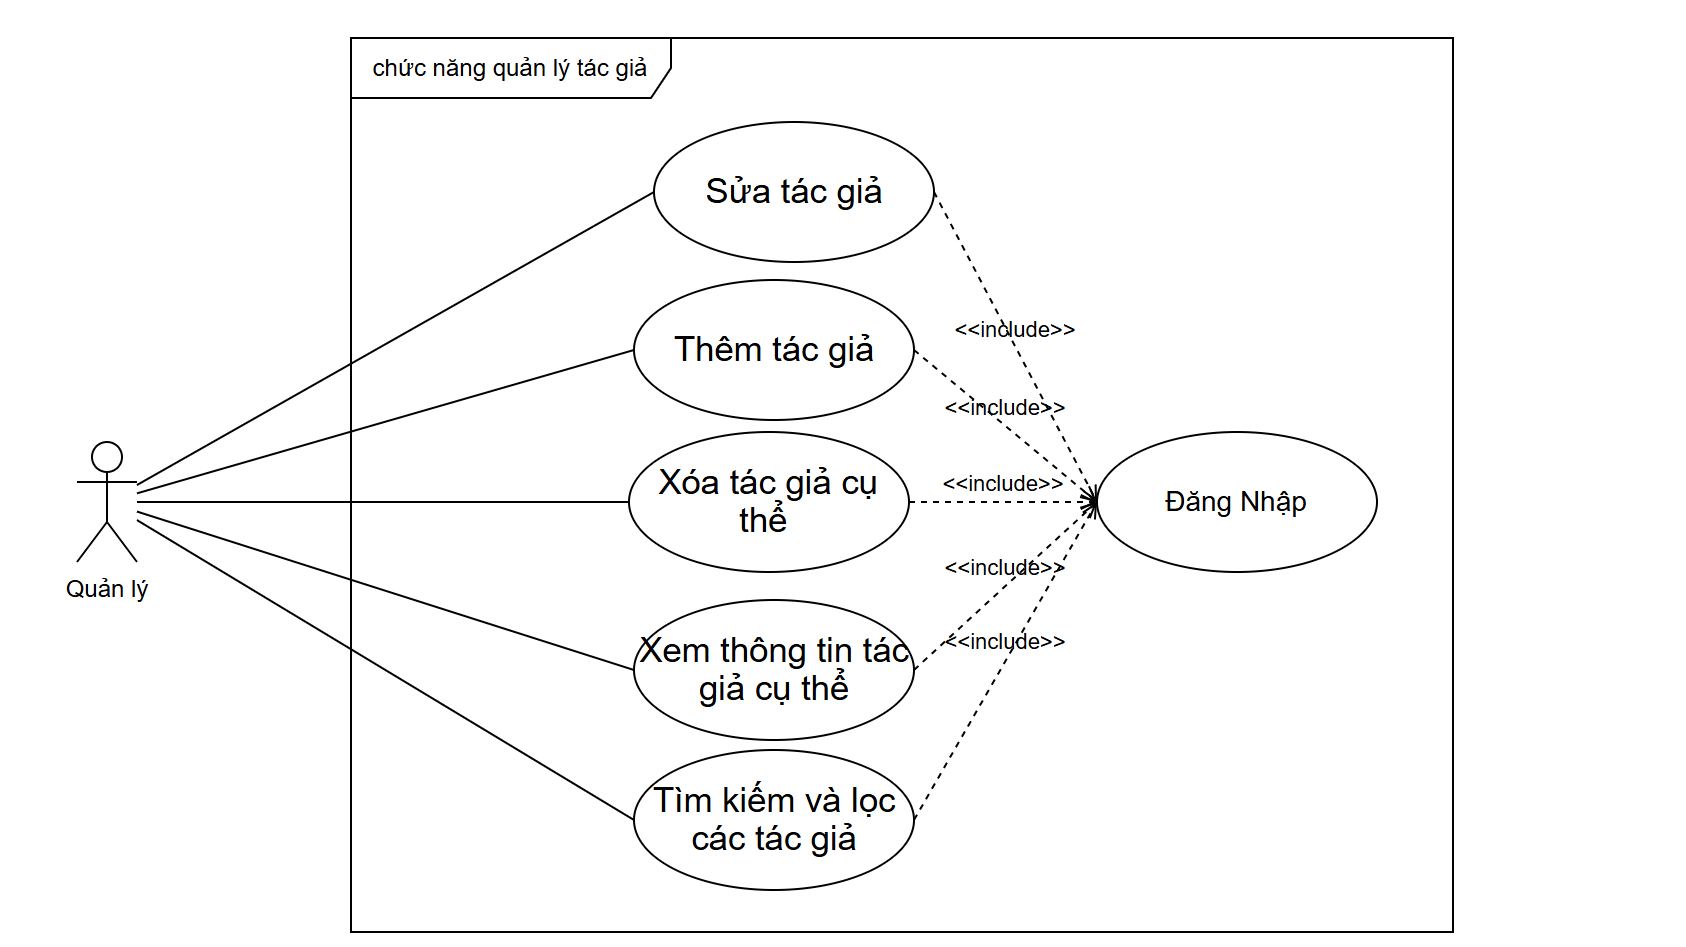 chức năng quản lý tác giả
Sửa tác giả
<<include>>
Thêm tác giả
<<include>>
Xóa tác giả cụ
thể
<<include>>
Đăng Nhập
Quản lý
<<include>>
Xem thông tin tác
giả cụ thể
<<include>>
Tìm kiếm và lọc
các tác giả